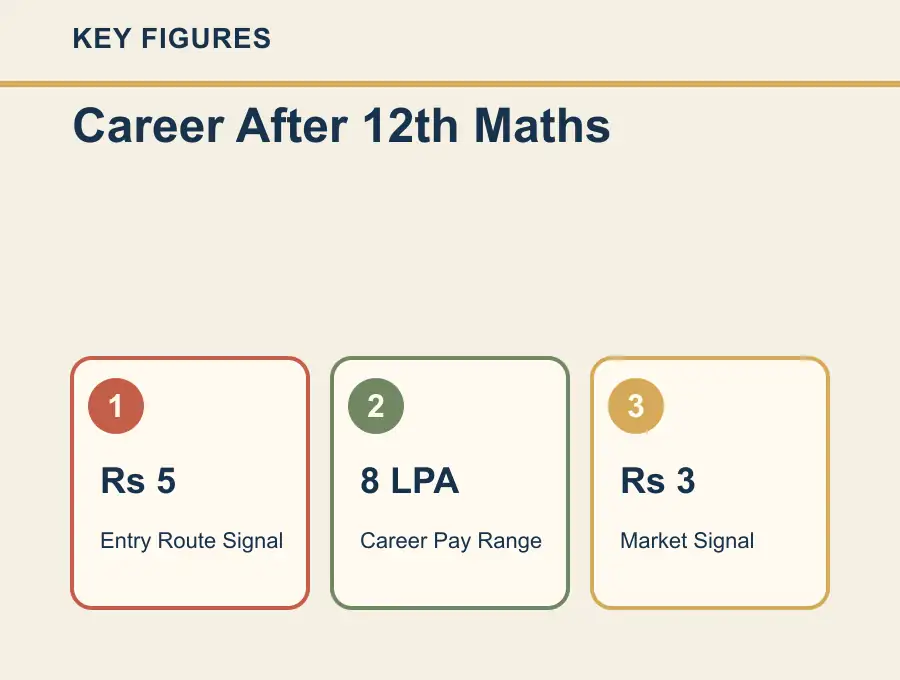 KEY FIGURES
Career After 12th Maths
1
Rs 5
Entry Route Signal
2
8 LPA
Career Pay Range
3
Rs 3
Market Signal